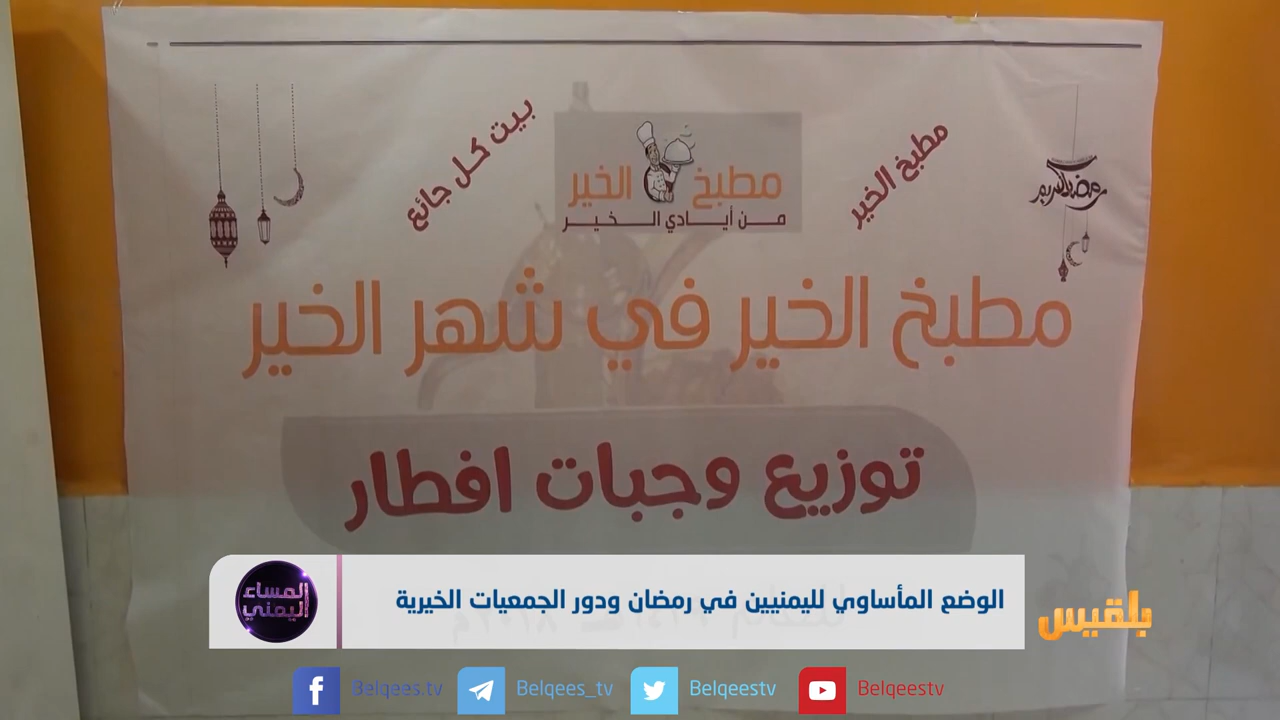 مطبخ الخير
بيت كل جائع
مطبخ الخير
من أيادي الخير
رمضان كريم
مطبخ الخير في شهر الخير
توزيع وجبات افطار
المساء اليمني
الوضع المأساوي لليمنيين في رمضان ودور الجمعيات الخيرية
بلقيس
Belqees.tv
Belqees_tv
Belqeestv
Belqeestv